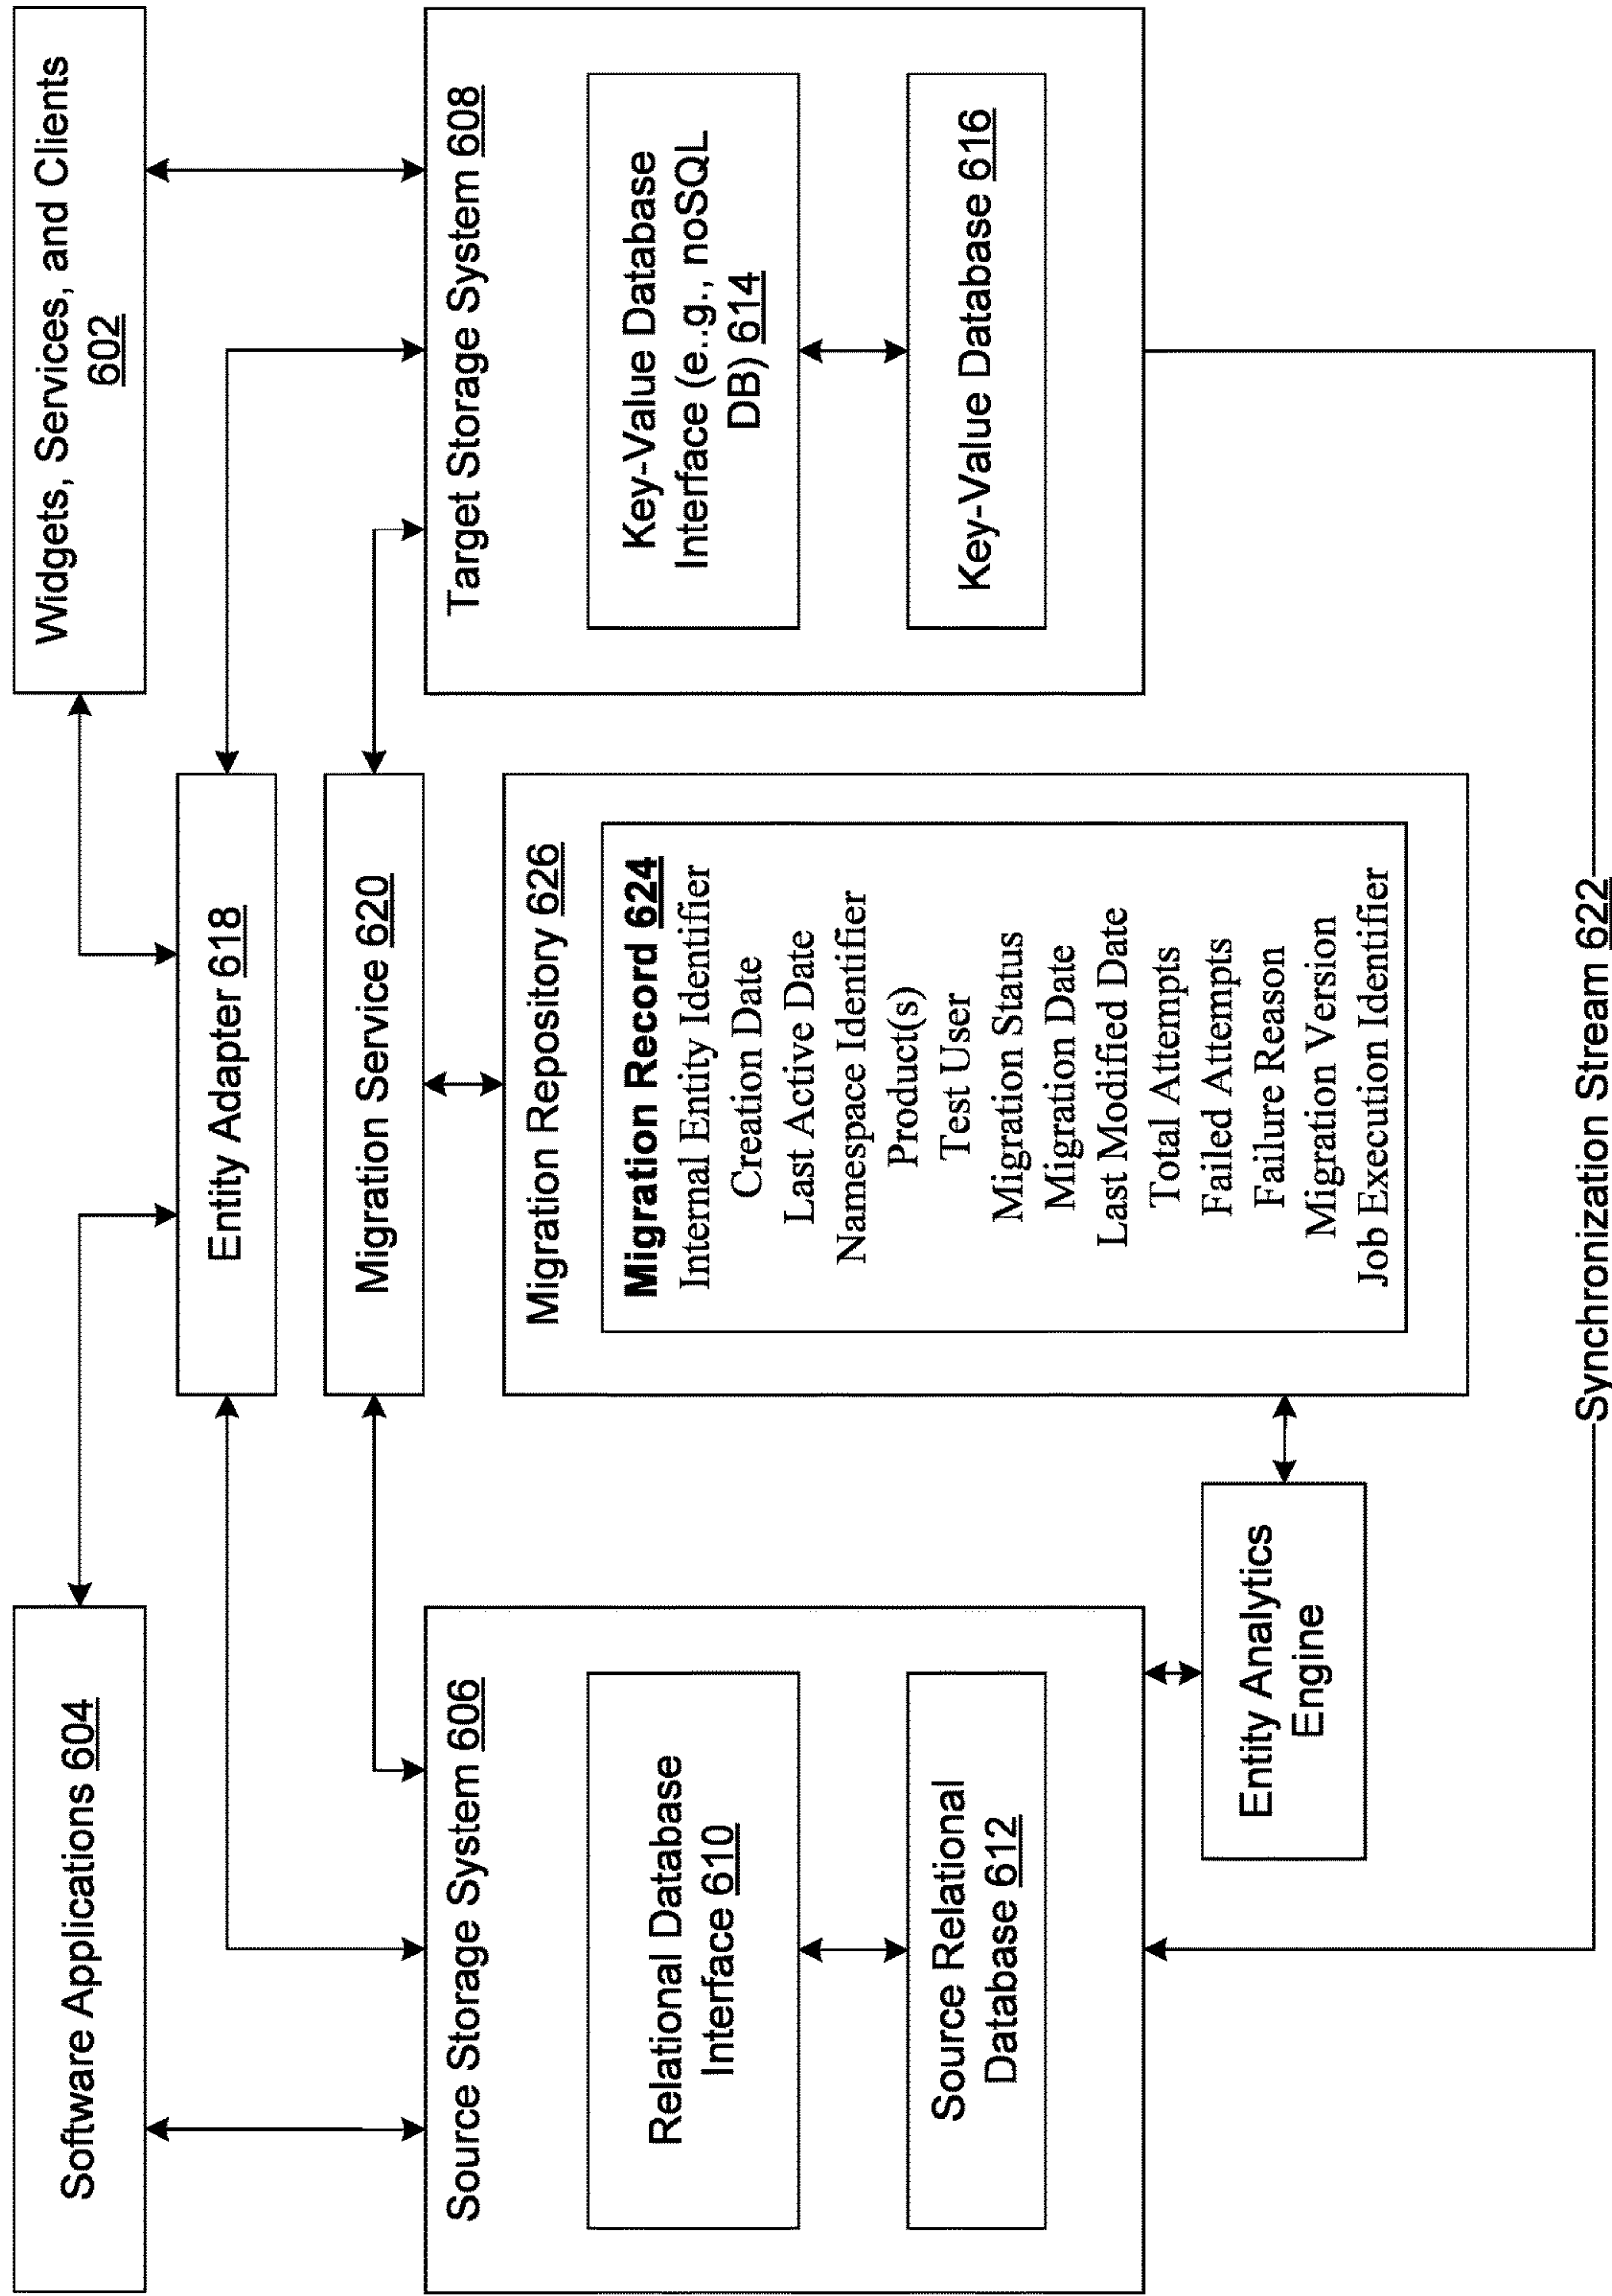 Software Applications 604
Widgets, Services, and Clients
602
Entity Adapter 618
Migration Service 620
Source Storage System 606
Relational Database
Interface 610
Source Relational
Database 612
Migration Repository 626
Migration Record 624
Internal Entity Identifier
Creation Date
Last Active Date
Namespace Identifier
Product(s)
Test User
Migration Status
Migration Date
Last Modified Date
Total Attempts
Failed Attempts
Failure Reason
Migration Version
Job Execution Identifier
Target Storage System 608
Key-Value Database
Interface (e..g., noSQL
DB) 614
Key-Value Database 616
Entity Analytics
Engine
Synchronization Stream 622